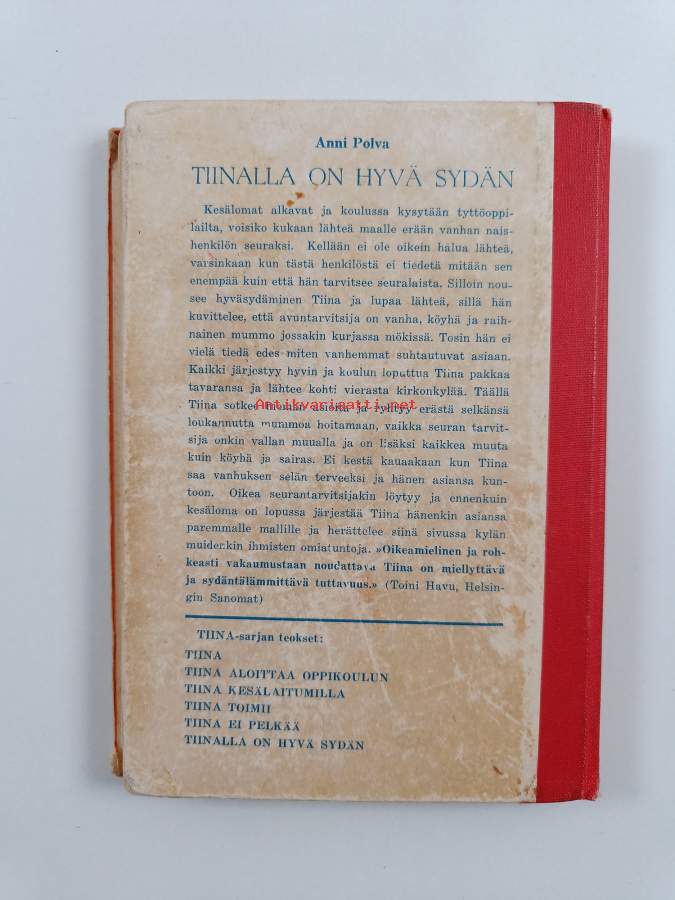 Anni Polva
TIINALLA ON HYVÄ SYDÄN
Kesälomat alkavat ja koulussa kysytään tyttöoppi-
lailta, voisiko kukaan lähteä maalle erään vanhan nais-
henkilön seuraksi. Kellään ei ole oikein halua lähteä,
varsinkaan kun tästä henkilöstä ei tiedetä mitään sen
enempää kuin että hän tarvitsee seuralaista. Silloin nou-
see hyväsydäminen Tiina ja lupaa lähteä, sillä hän
kuvittelee, että avuntarvitsija on vanha, köyhä ja raih-
nainen mummo jossakin kurjassa mökissä. Tosin hän ei
vielä tiedä edes miten vanhemmat suhtautuvat asiaan.
Kaikki järjestyy hyvin ja koulun loputtua Tiina pakkaa
tavaransa ja lähtee kohti vierasta kirkonkylää. Täällä
Tiina sotkee hioman asioita ja ryhtyy erästä selkänsä
Antikvariaatti.net
loukannutta mummoa hoitamaan, vaikka seuran tarvit-
sija onkin vallan muualla ja on lisäksi kaikkea muuta
kuin köyhä ja sairas. Ei kestä kauaakaan kun Tiina
saa vanhuksen selän terveeksi ja hänen asiansa kun-
toon. Oikea seurantarvitsijakin löytyy ja ennenkuin
kesäloma on lopussa järjestää Tiina hänenkin asiansa
paremmalle mallille ja herättelee siinä sivussa kylän
muidenkin ihmisten omiatuntoja. »Oikeamielinen ja roh-
keasti vakaumustaan noudattava Tiina on miellyttävä
ja sydäntälämmittävä tuttavuus.» (Toini Havu, Helsin-
gin Sanomat)
TIINA-sarjan teokset:
TIINA
TIINA ALOITTAA OPPIKOULUN
TIINA KESÄLAITUMILLA
TIINA TOIMII
TIINA EI PELKÄÄ
TIINALLA ON HYVÄ SYDÄN